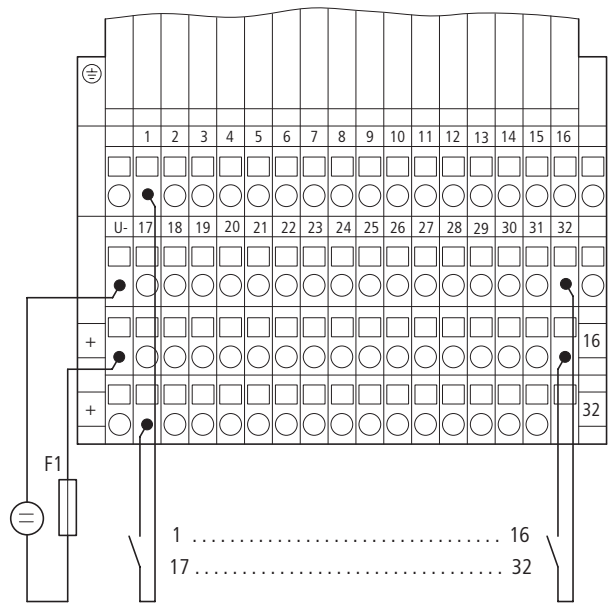 1 2 3 4 5 6 7 8 9 10 11 12 13 14 15 16
U- 17 18 19 20 21 22 23 24 25 26 27 28 29 30 31 32
+ 16
+ 32
F1
1 . . . . . . . . . . . . . . . . . . . . . . . . . . . . . . . . . . 16
17 . . . . . . . . . . . . . . . . . . . . . . . . . . . . . . . . . . 32